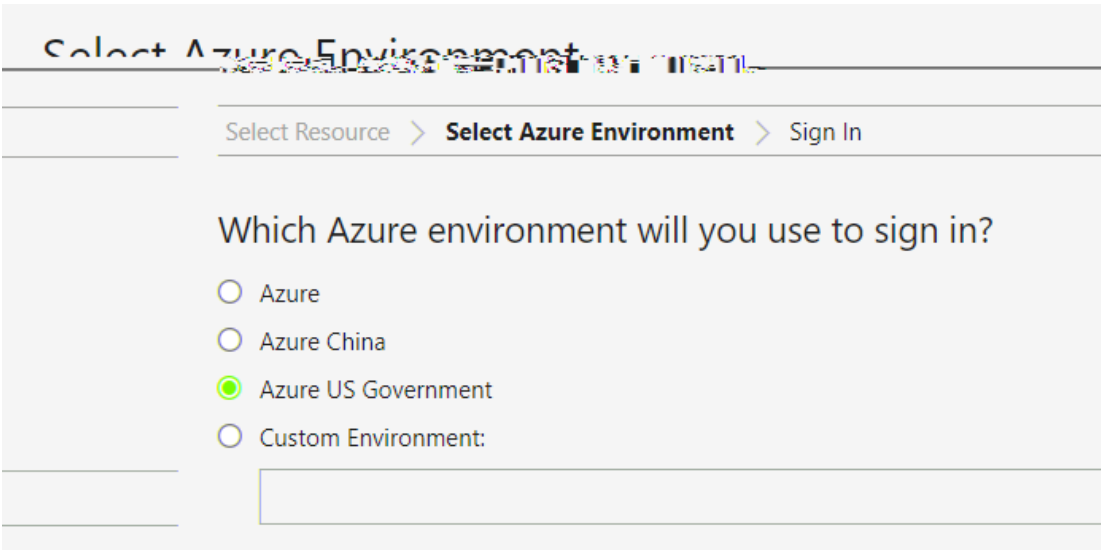 Select Azure Environment
Select Resource > Select Azure Environment > Sign In
Which Azure environment will you use to sign in?
Azure
Azure China
Azure US Government
Custom Environment: